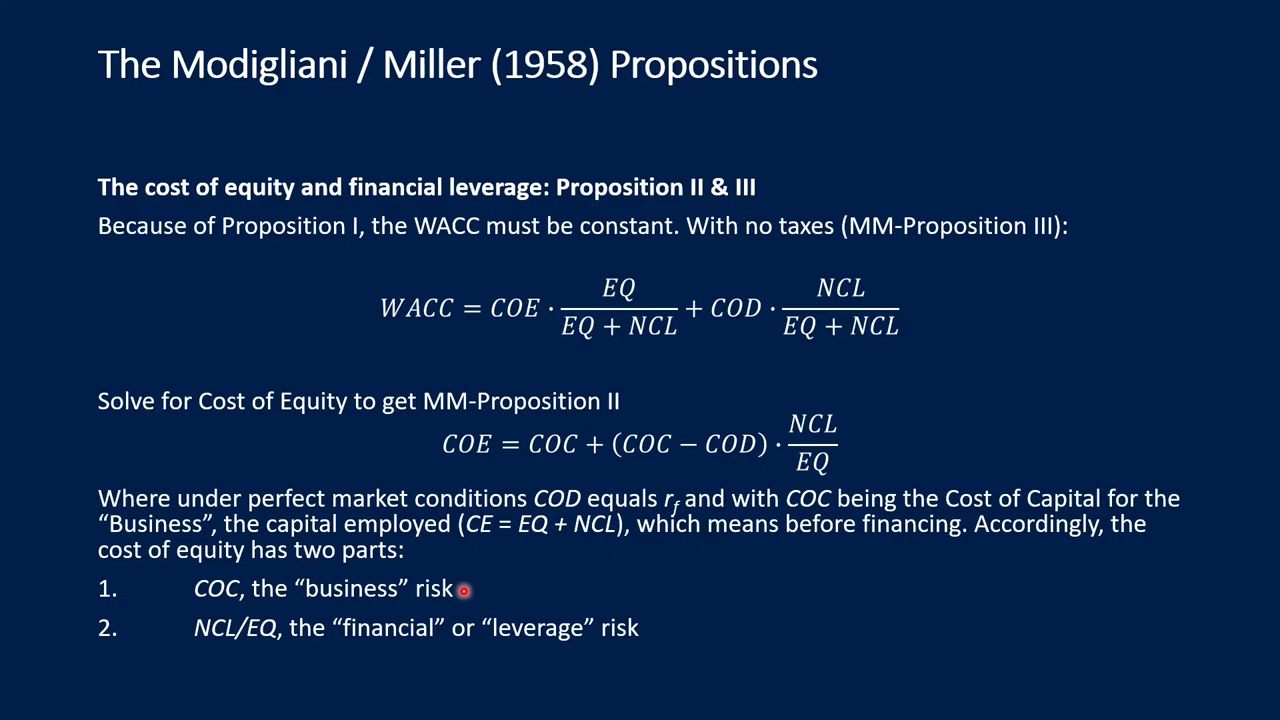 The Modigliani / Miller (1958) Propositions
The cost of equity and financial leverage: Proposition II & III
Because of Proposition I, the WACC must be constant. With no taxes (MM-Proposition III):
WACC = COE · EQ / (EQ + NCL) + COD · NCL / (EQ + NCL)
Solve for Cost of Equity to get MM-Proposition II
COE = COC + (COC − COD) · NCL / EQ
Where under perfect market conditions COD equals r_f and with COC being the Cost of Capital for the
“Business”, the capital employed (CE = EQ + NCL), which means before financing. Accordingly, the
cost of equity has two parts:
1. COC, the “business” risk
2. NCL/EQ, the “financial” or “leverage” risk